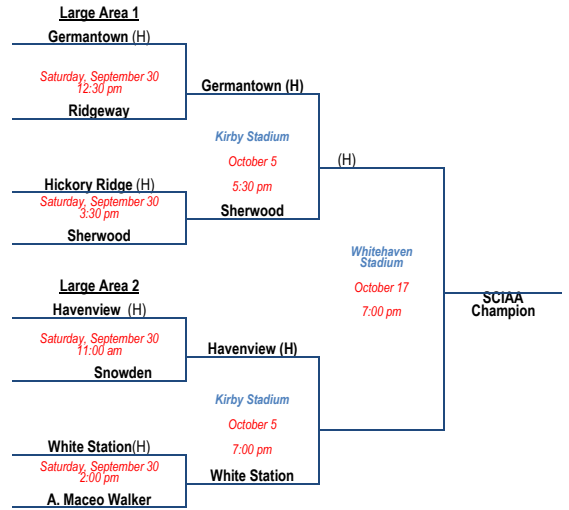 Large Area 1
Germantown (H)
Saturday, September 30
12:30 pm
Ridgeway
Germantown (H)
Kirby Stadium
October 5
5:30 pm
Hickory Ridge (H)
Saturday, September 30
3:30 pm
Sherwood
Sherwood
(H)
Whitehaven
Stadium
October 17
7:00 pm
SCIAA
Champion
Large Area 2
Havenview (H)
Saturday, September 30
11:00 am
Snowden
Havenview (H)
Kirby Stadium
October 5
7:00 pm
White Station(H)
Saturday, September 30
2:00 pm
A. Maceo Walker
White Station